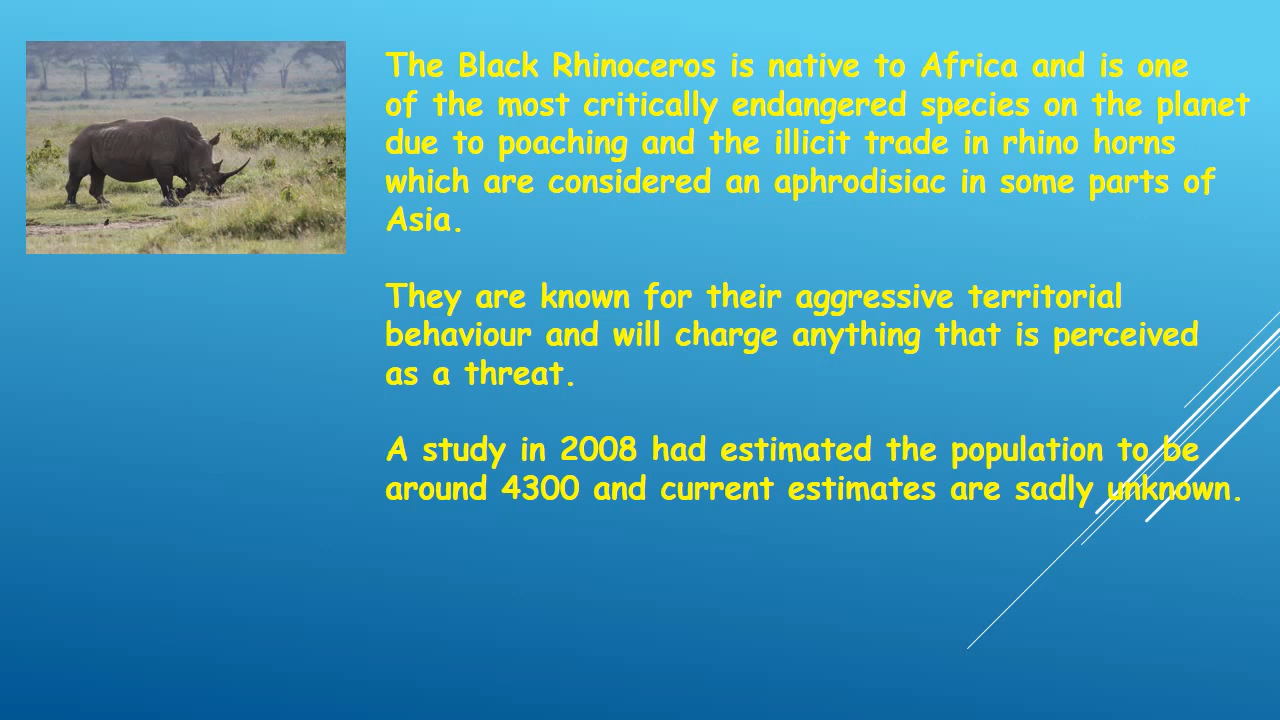 The Black Rhinoceros is native to Africa and is one
of the most critically endangered species on the planet
due to poaching and the illicit trade in rhino horns
which are considered an aphrodisiac in some parts of
Asia.
They are known for their aggressive territorial
behaviour and will charge anything that is perceived
as a threat.
A study in 2008 had estimated the population to be
around 4300 and current estimates are sadly unknown.